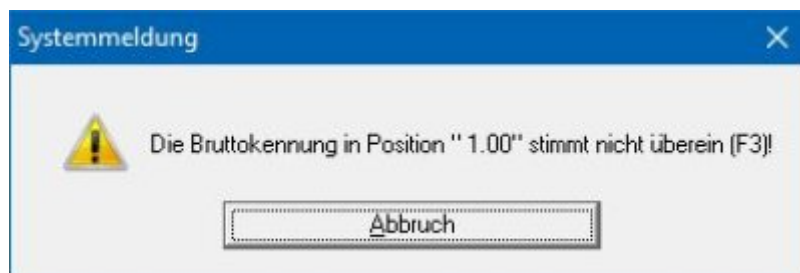 Systemmeldung
Die Bruttokennung in Position " 1.00" stimmt nicht überein (F3)!
Abbruch